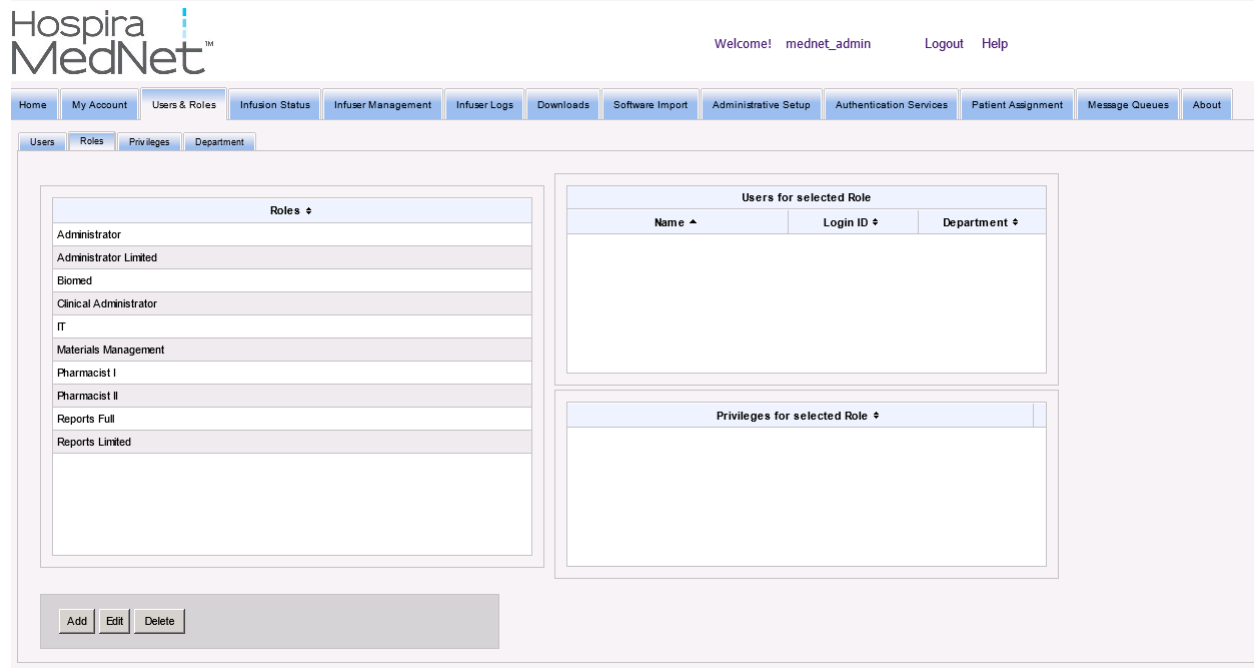 Hospira
MedNet™
Welcome! mednet_admin Logout Help
Home My Account Users & Roles Infusion Status Infuser Management Infuser Logs Downloads Software Import Administrative Setup Authentication Services Patient Assignment Message Queues About
Users Roles Privileges Department
Roles
Administrator
Administrator Limited
Biomed
Clinical Administrator
IT
Materials Management
Pharmacist I
Pharmacist II
Reports Full
Reports Limited
Users for selected Role
Name Login ID Department
Privileges for selected Role
Add Edit Delete